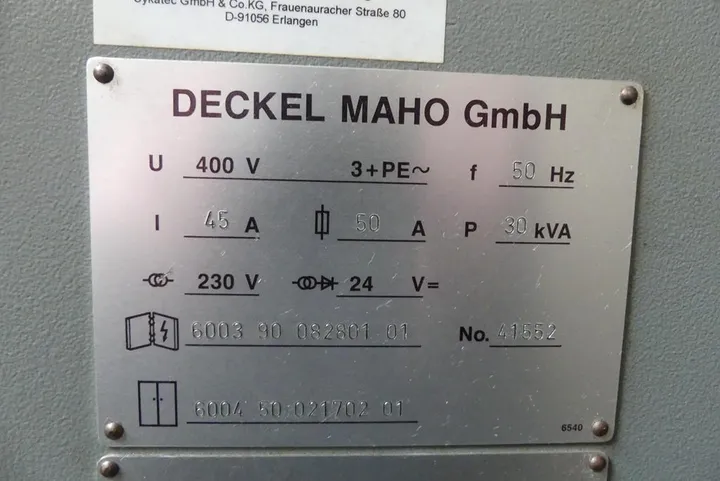 Sykatec GmbH & Co.KG, Frauenauracher Straße 80
D-91056 Erlangen
DECKEL MAHO GmbH
U 400 V 3+PE~ f 50 Hz
I 45 A 50 A P 30 kVA
230 V 24 V=
6003 90 082801 01 No. 41552
6004 50:021702 01
6540